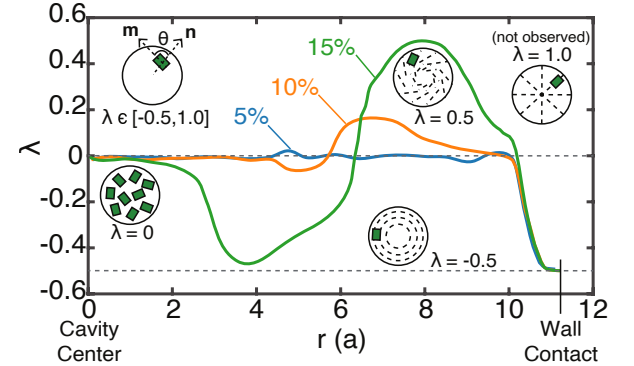 0.6
0.4
0.2
0
-0.2
-0.4
-0.6
λ
m
θ
n
λ ϵ [-0.5,1.0]
15%
10%
5%
λ = 0.5
(not observed)
λ = 1.0
λ = 0
λ = -0.5
0
2
4
6
8
10
12
Cavity
Center
r (a)
Wall
Contact